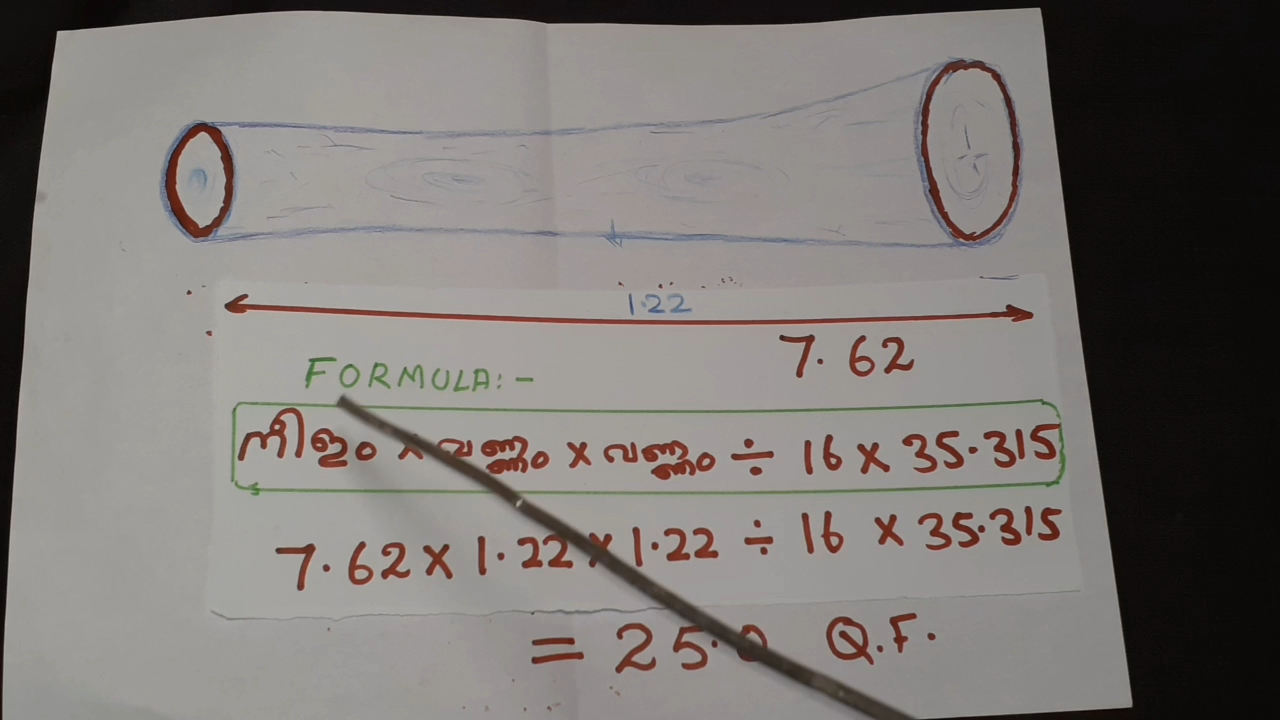 1.22
7.62
FORMULA:-
നീളം x വണ്ണം x വണ്ണം ÷ 16 x 35.315
7.62 x 1.22 x 1.22 ÷ 16 x 35.315
= 25.0 Q.F.